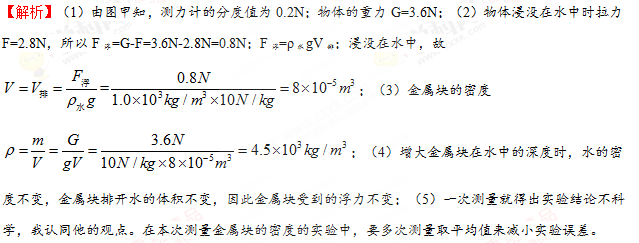 【解析】（1）由图甲知，测力计的分度值为 0.2N；物体的重力 G=3.6N；（2）物体浸没在水中时拉力
F=2.8N，所以 F 浮=G-F=3.6N-2.8N=0.8N；F 浮=ρ水gV 排；浸没在水中，故
V=V排=F浮/ρ水g=0.8N/1.0×10³kg/m³×10N/kg=8×10⁻⁵m³；（3）金属块的密度
ρ=m/V=G/gV=3.6N/10N/kg×8×10⁻⁵m³=4.5×10³kg/m³；（4）增大金属块在水中的深度时，水的密
度不变，金属块排开水的体积不变，因此金属块受到的浮力不变；（5）一次测量就得出实验结论不科
学，我认同他的观点。在本次测量金属块的密度的实验中，要多次测量取平均值来减小实验误差。